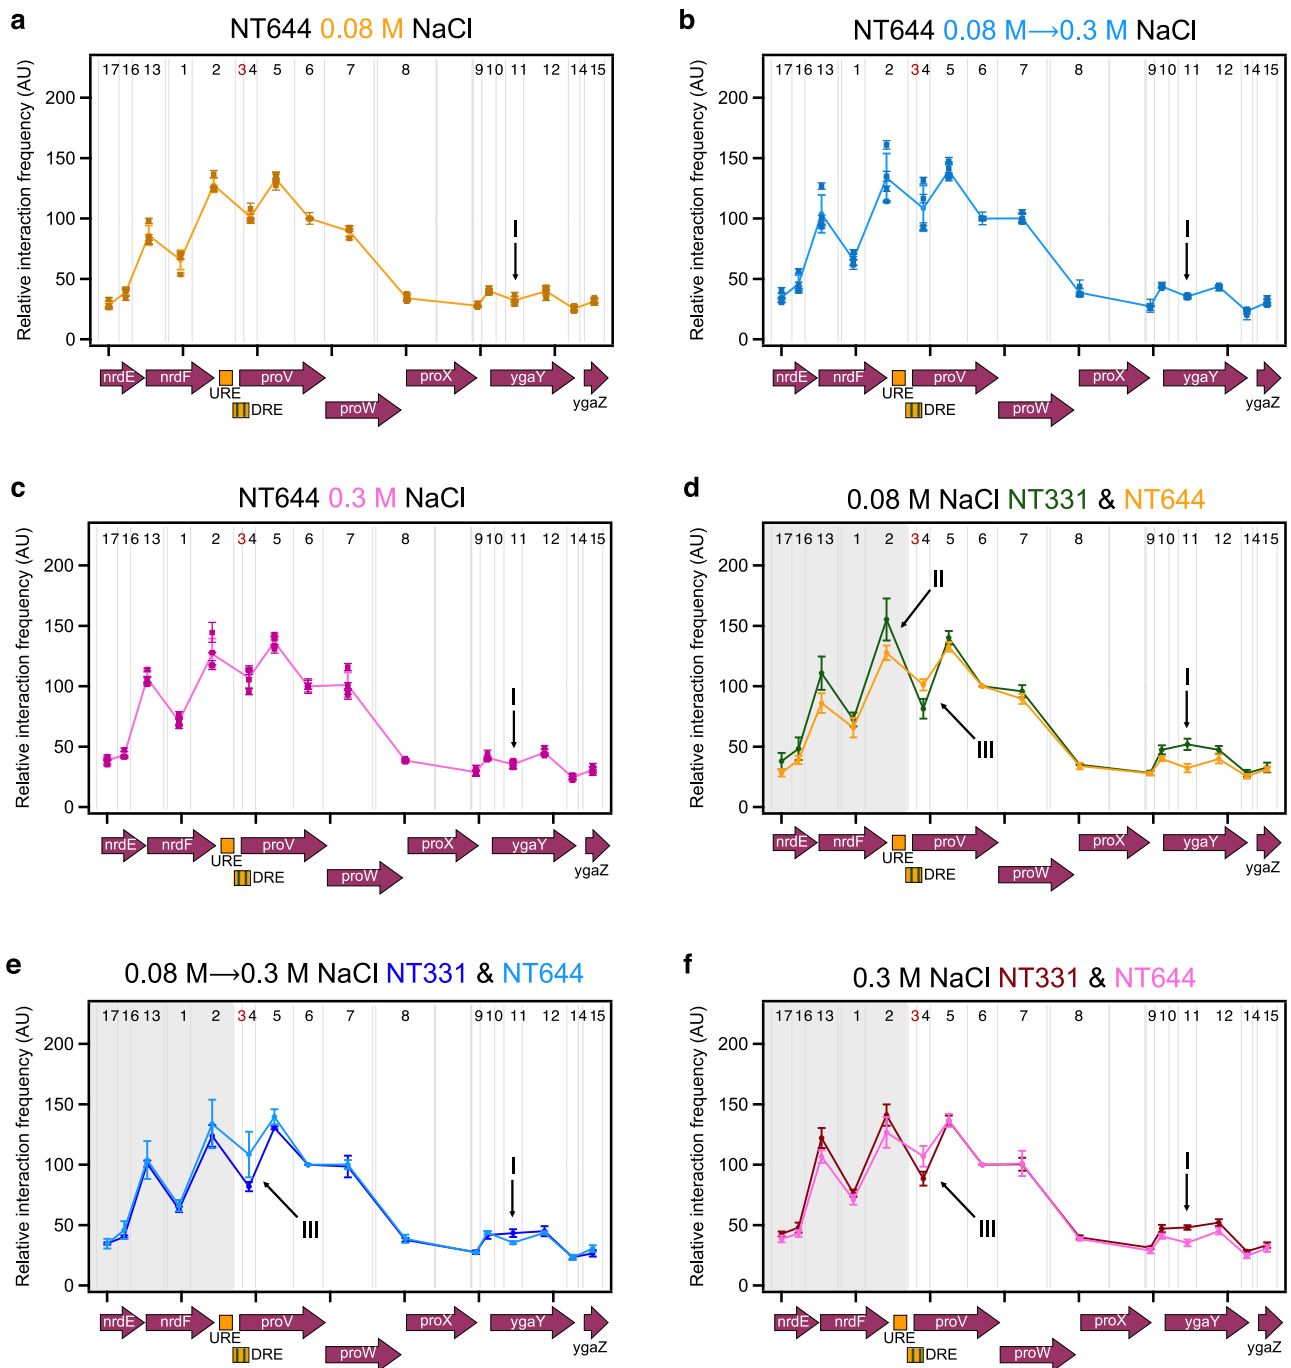 a
NT644 0.08 M NaCl
Relative interaction frequency (AU)
200
150
100
50
0
17 16 13 1 2 3 4 5 6 7 8 9 10 11 12 14 15
I
nrdE nrdF proV proX ygaY
URE
DRE
proW
ygaZ
b
NT644 0.08 M→0.3 M NaCl
Relative interaction frequency (AU)
200
150
100
50
0
17 16 13 1 2 3 4 5 6 7 8 9 10 11 12 14 15
I
nrdE nrdF proV proX ygaY
URE
DRE
proW
ygaZ
c
NT644 0.3 M NaCl
Relative interaction frequency (AU)
200
150
100
50
0
17 16 13 1 2 3 4 5 6 7 8 9 10 11 12 14 15
I
nrdE nrdF proV proX ygaY
URE
DRE
proW
ygaZ
d
0.08 M NaCl NT331 & NT644
Relative interaction frequency (AU)
200
150
100
50
0
17 16 13 1 2 3 4 5 6 7 8 9 10 11 12 14 15
II
I
III
nrdE nrdF proV proX ygaY
URE
DRE
proW
ygaZ
e
0.08 M→0.3 M NaCl NT331 & NT644
Relative interaction frequency (AU)
200
150
100
50
0
17 16 13 1 2 3 4 5 6 7 8 9 10 11 12 14 15
I
III
nrdE nrdF proV proX ygaY
URE
DRE
proW
ygaZ
f
0.3 M NaCl NT331 & NT644
Relative interaction frequency (AU)
200
150
100
50
0
17 16 13 1 2 3 4 5 6 7 8 9 10 11 12 14 15
I
III
nrdE nrdF proV proX ygaY
URE
DRE
proW
ygaZ